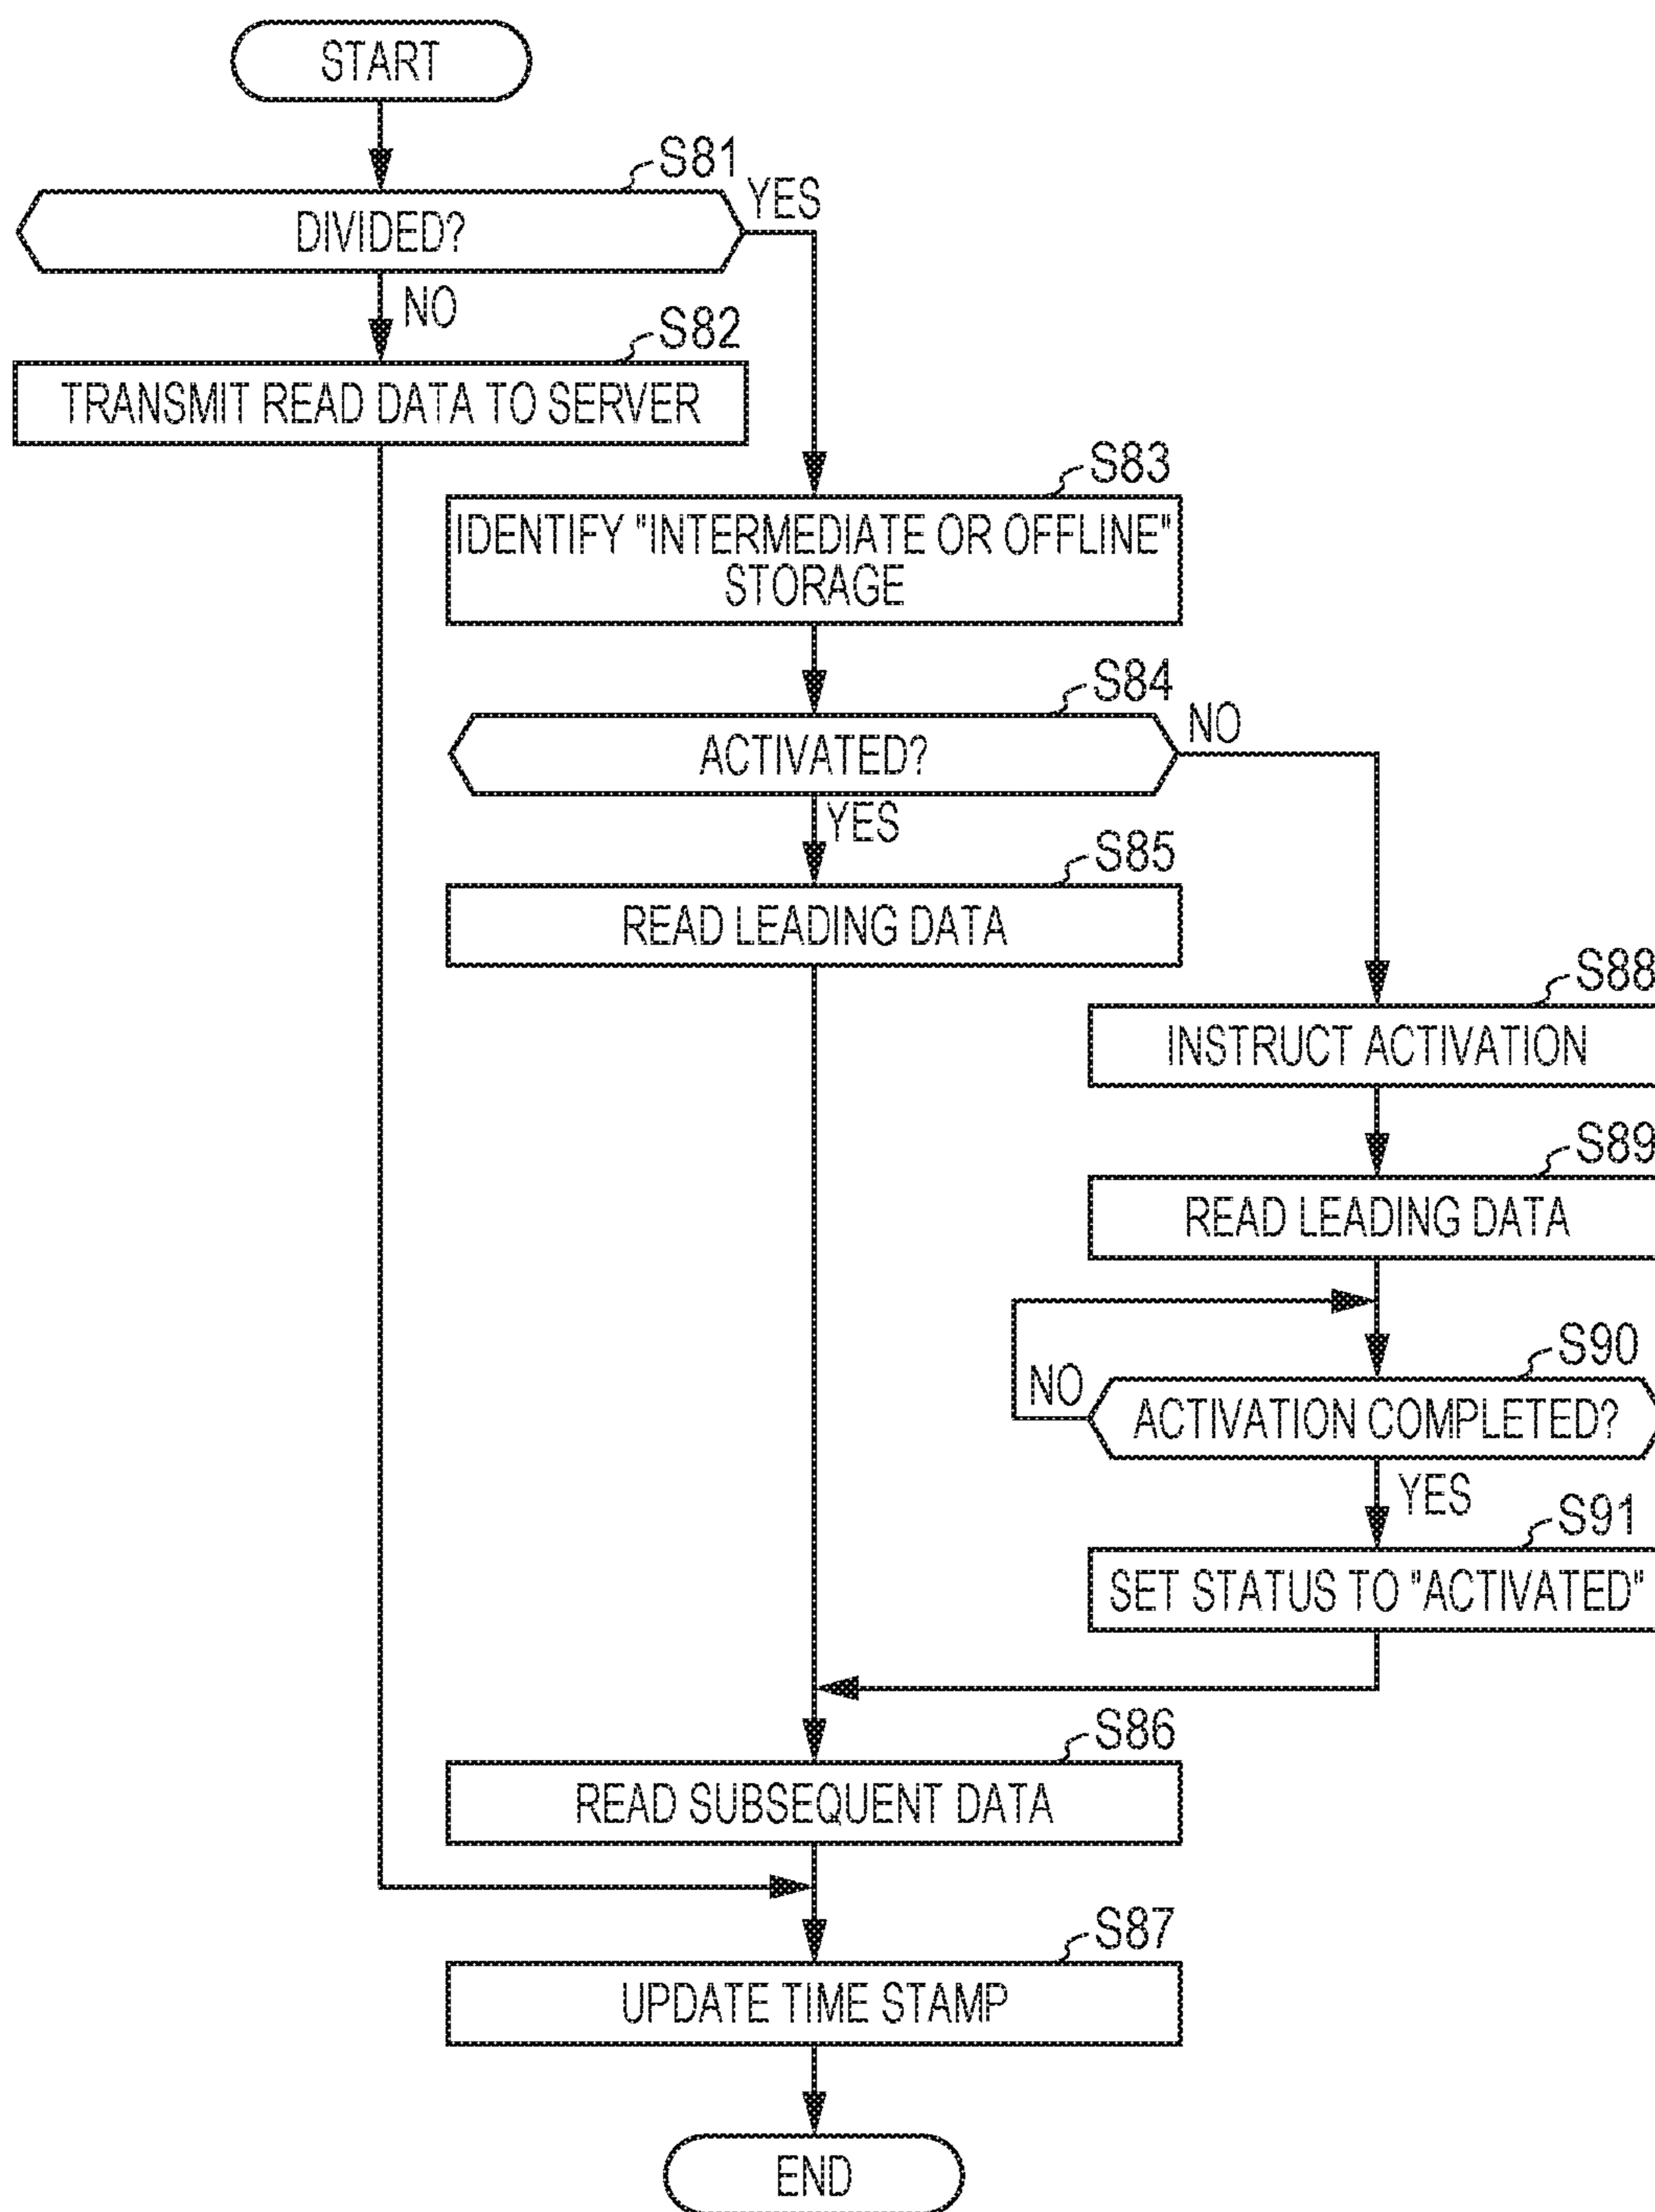 START
S81
DIVIDED?
YES
NO
S82
TRANSMIT READ DATA TO SERVER
S83
IDENTIFY "INTERMEDIATE OR OFFLINE"
STORAGE
S84
ACTIVATED?
NO
YES
S85
READ LEADING DATA
S88
INSTRUCT ACTIVATION
S89
READ LEADING DATA
S90
NO
ACTIVATION COMPLETED?
YES
S91
SET STATUS TO "ACTIVATED"
S86
READ SUBSEQUENT DATA
S87
UPDATE TIME STAMP
END